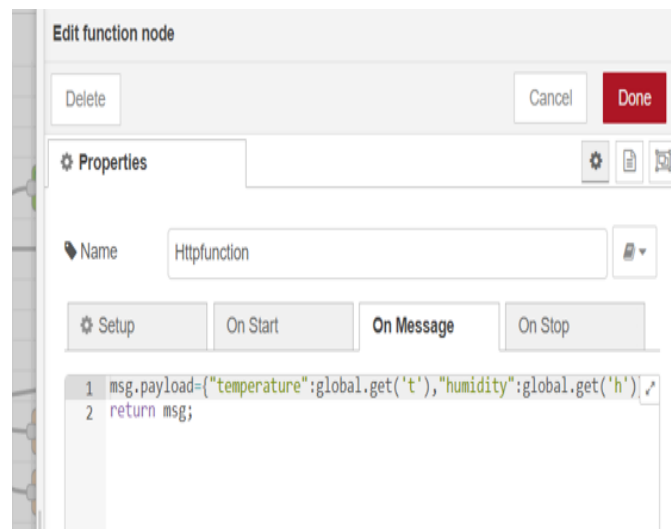 Edit function node
Delete
Cancel
Done
Properties
Name
Httpfunction
Setup
On Start
On Message
On Stop
1 msg.payload={"temperature":global.get('t'),"humidity":global.get('h')
2 return msg;